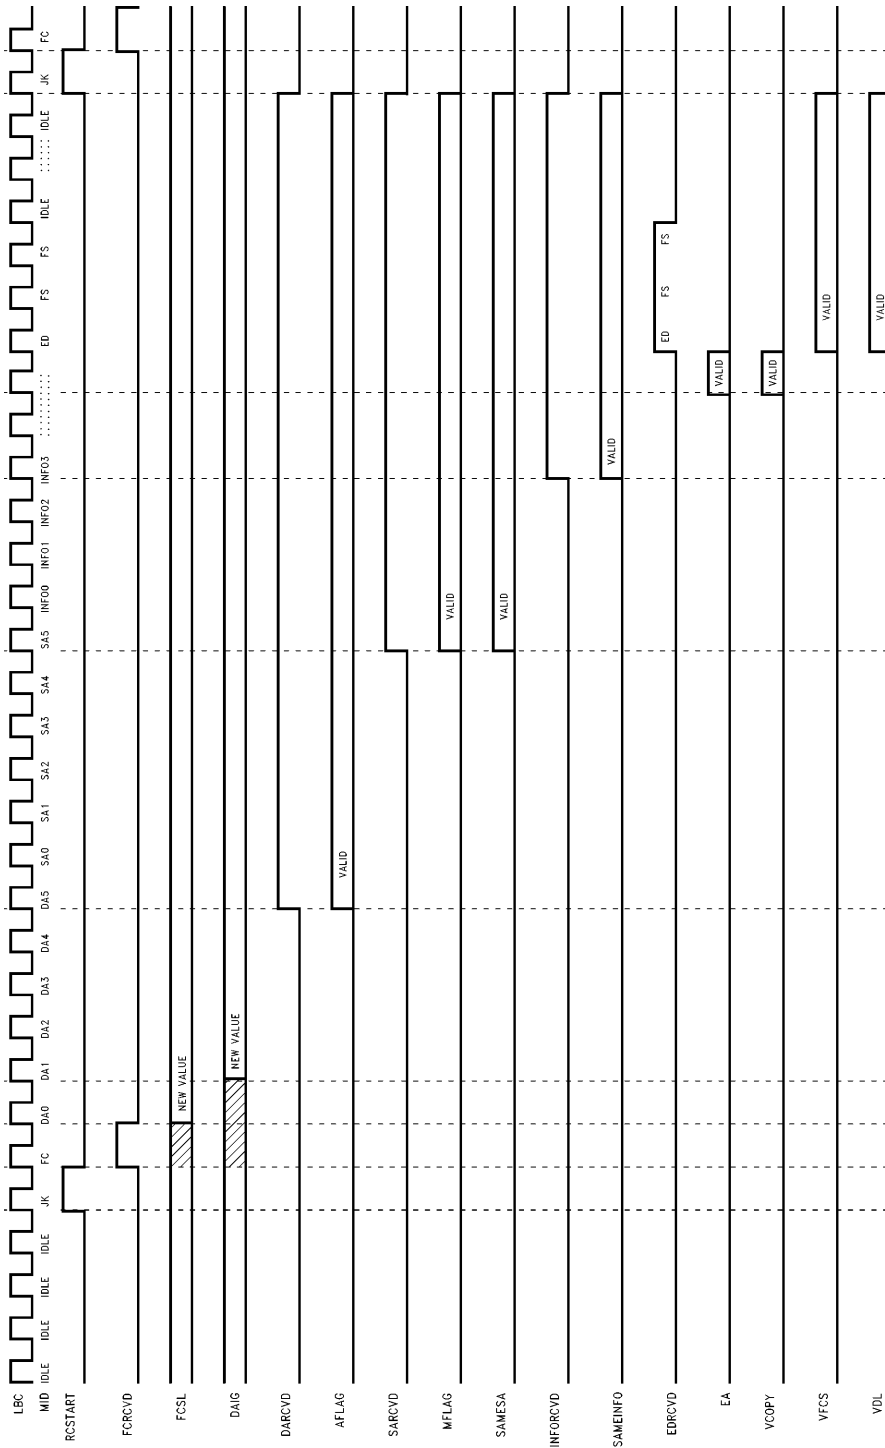 LBC
MID IDLE IDLE IDLE IDLE JK FC DA0 DA1 DA2 DA3 DA4 DA5 SA0 SA1 SA2 SA3 SA4 SA5 INFO0 INFO1 INFO2 INFO3 .......... ED FS FS IDLE ...... IDLE JK FC
RCSTART
FCRCVD
FCSL NEW VALUE
DAIG NEW VALUE
DARCVD
AFLAG VALID
SARCVD
MFLAG VALID
SAMESA VALID
INFORCVD
SAMEINFO VALID
EDRCVD ED FS FS
EA VALID
VCOPY VALID
VFCS VALID
VDL VALID